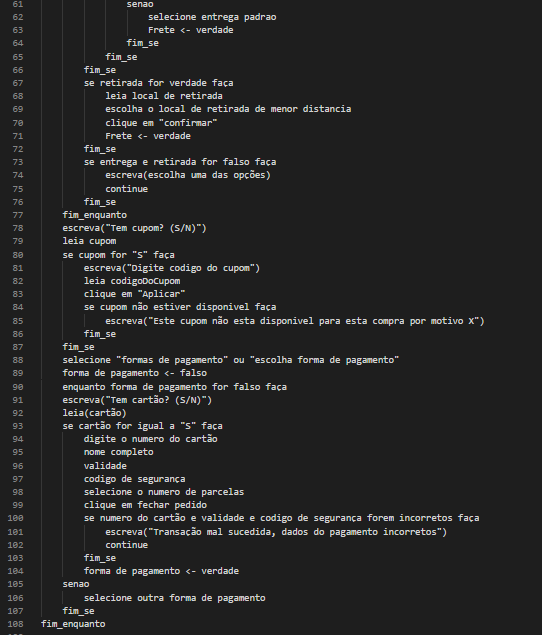 61 senao
62 selecione entrega padrao
63 Frete <- verdade
64 fim_se
65 fim_se
66 fim_se
67 se retirada for verdade faça
68 leia local de retirada
69 escolha o local de retirada de menor distancia
70 clique em "confirmar"
71 Frete <- verdade
72 fim_se
73 se entrega e retirada for falso faça
74 escreva(escolha uma das opções)
75 continue
76 fim_se
77 fim_enquanto
78 escreva("Tem cupom? (S/N)")
79 leia cupom
80 se cupom for "S" faça
81 escreva("Digite codigo do cupom")
82 leia codigoDoCupom
83 clique em "Aplicar"
84 se cupom não estiver disponivel faça
85 escreva("Este cupom não esta disponivel para esta compra por motivo X")
86 fim_se
87 fim_se
88 selecione "formas de pagamento" ou "escolha forma de pagamento"
89 forma de pagamento <- falso
90 enquanto forma de pagamento for falso faça
91 escreva("Tem cartão? (S/N)")
92 leia(cartão)
93 se cartão for igual a "S" faça
94 digite o numero do cartão
95 nome completo
96 validade
97 codigo de segurança
98 selecione o numero de parcelas
99 clique em fechar pedido
100 se numero do cartão e validade e codigo de segurança forem incorretos faça
101 escreva("Transação mal sucedida, dados do pagamento incorretos")
102 continue
103 fim_se
104 forma de pagamento <- verdade
105 senao
106 selecione outra forma de pagamento
107 fim_se
108 fim_enquanto